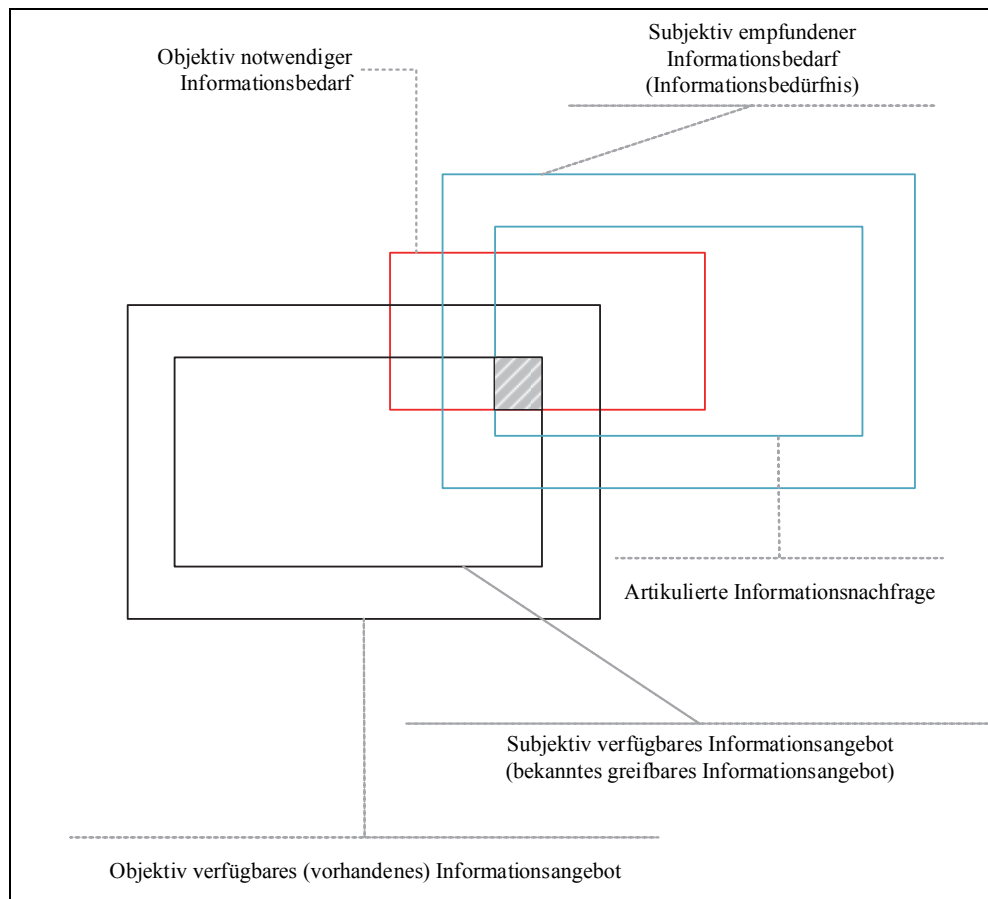 Objektiv notwendiger
Informationsbedarf
Subjektiv empfundener
Informationsbedarf
(Informationsbedürfnis)
Artikulierte Informationsnachfrage
Subjektiv verfügbares Informationsangebot
(bekanntes greifbares Informationsangebot)
Objektiv verfügbares (vorhandenes) Informationsangebot